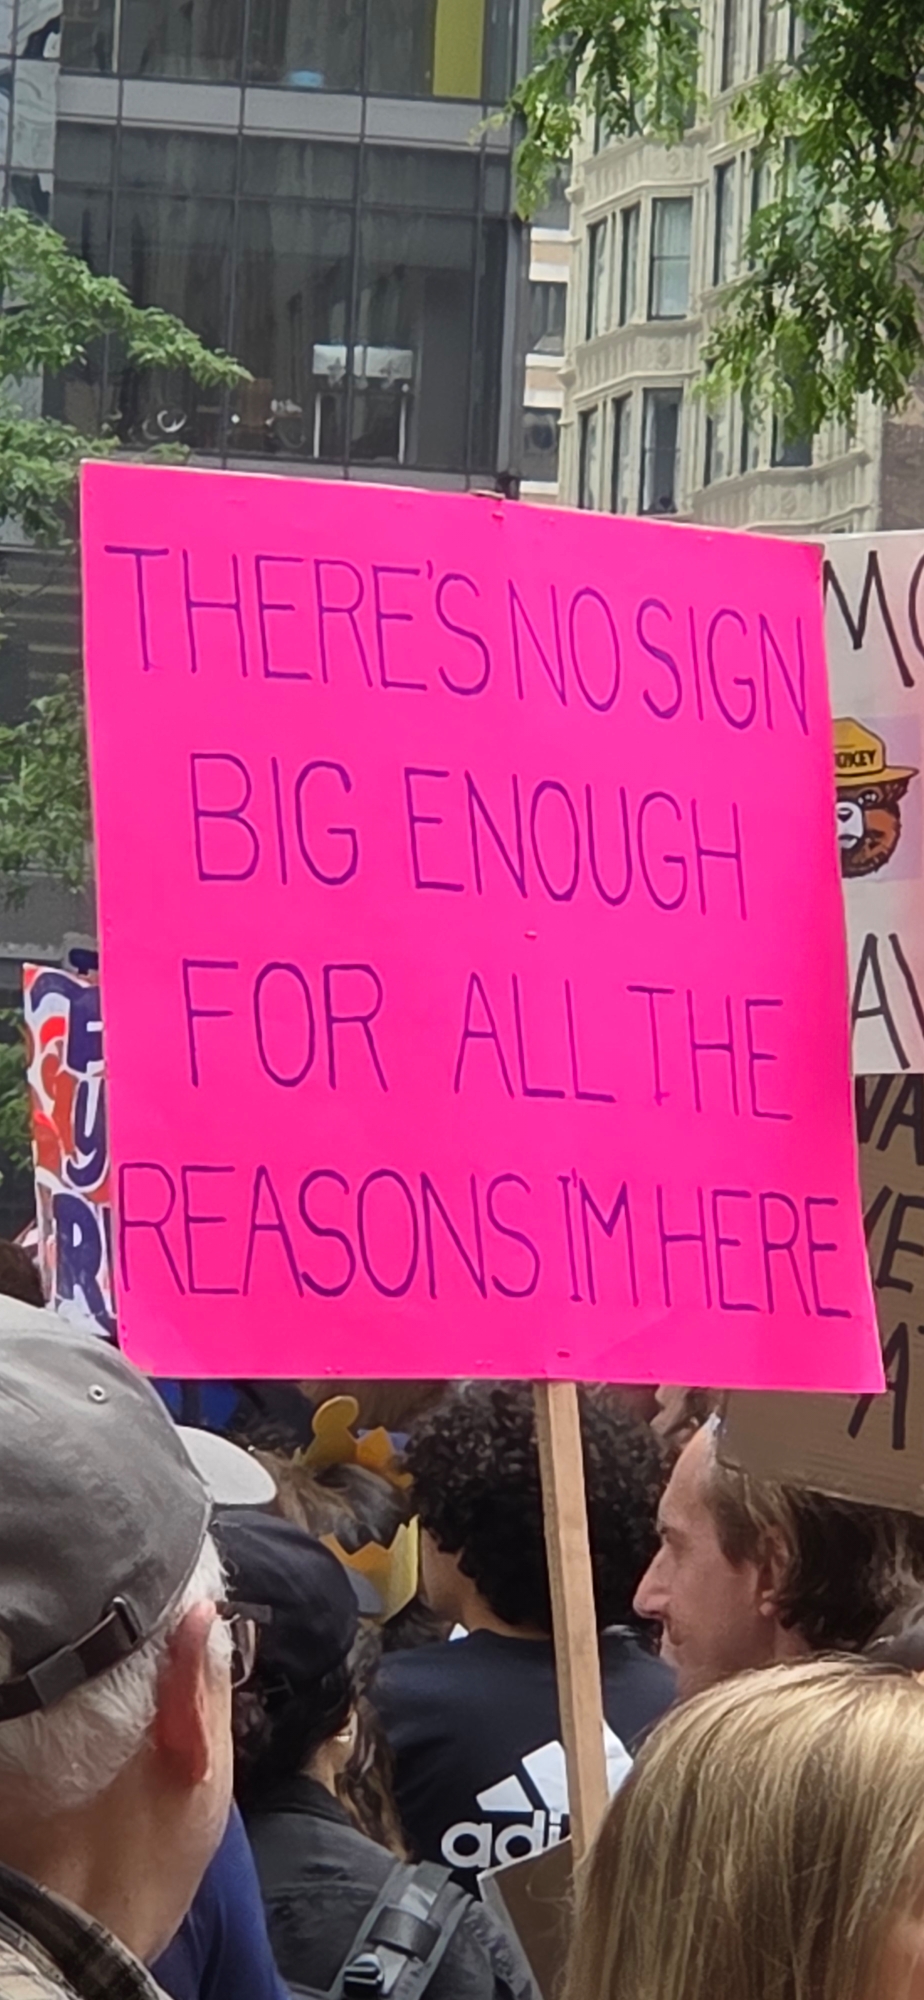 THERE'S NO SIGN
BIG ENOUGH
FOR ALL THE
REASONS I'M HERE